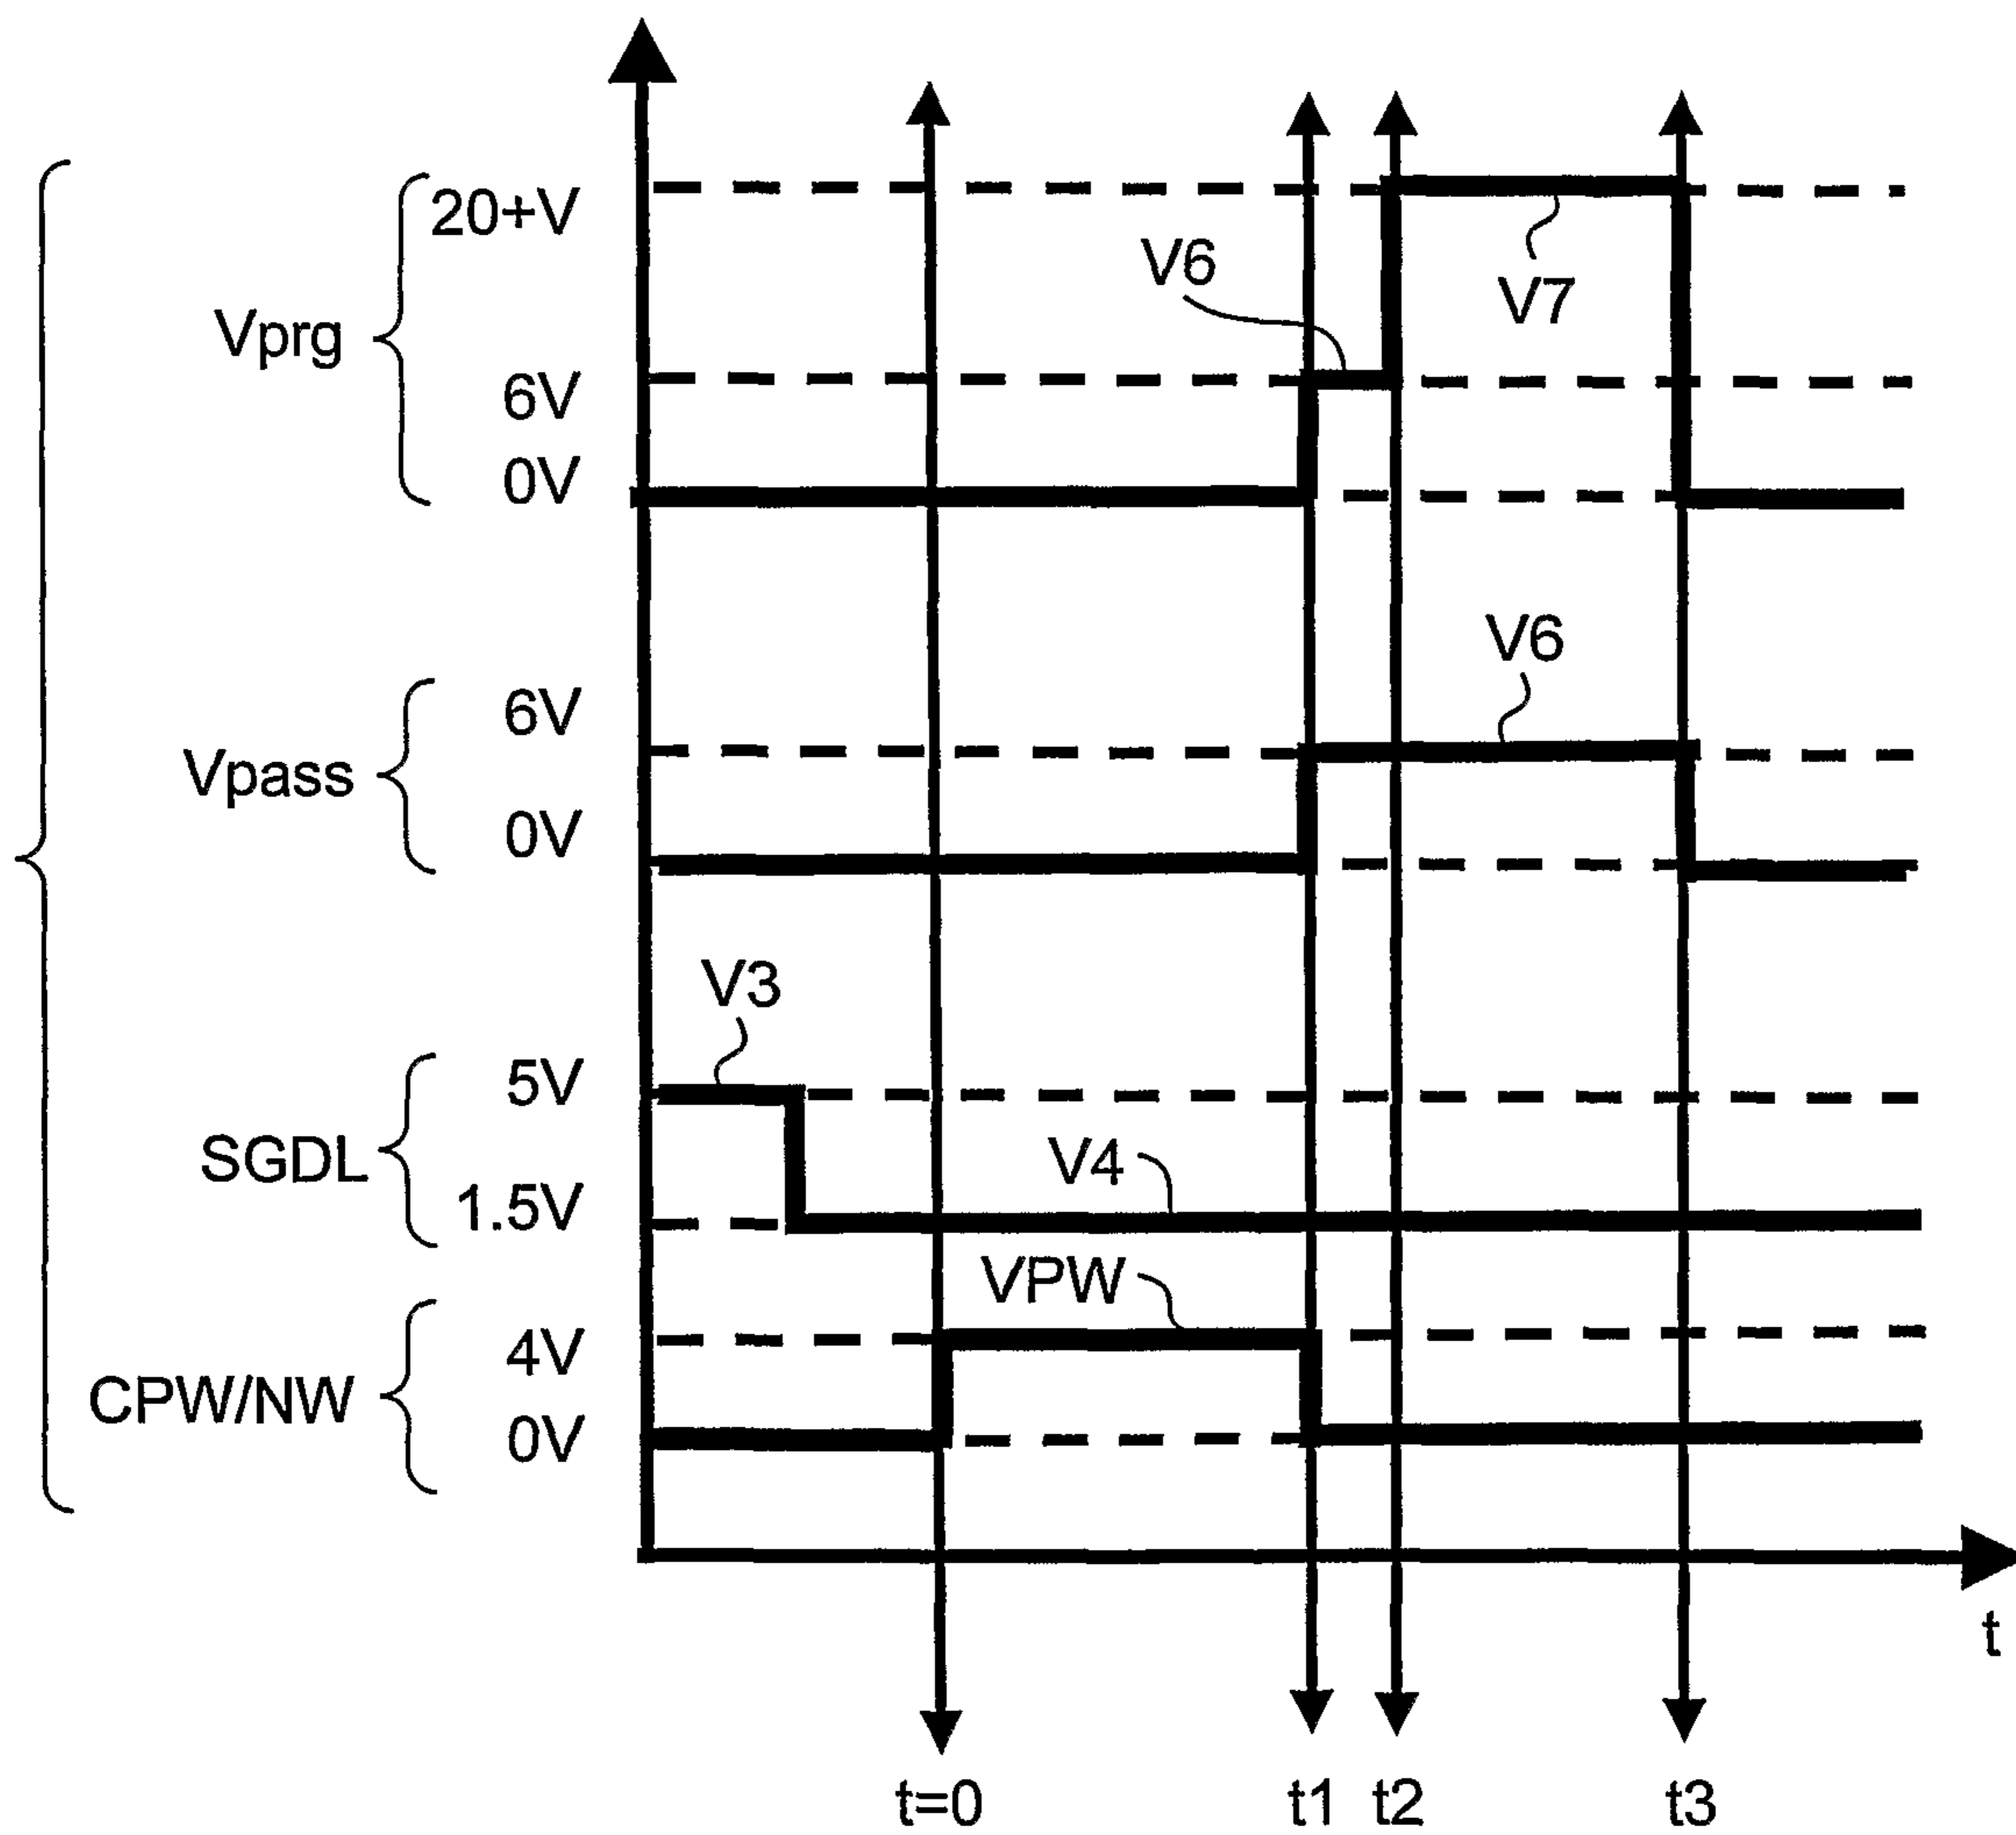 20+V
V6
V7
Vprg
6V
0V
V6
6V
Vpass
0V
V3
5V
SGDL
V4
1.5V
VPW
4V
CPW/NW
0V
t
t=0
t1
t2
t3